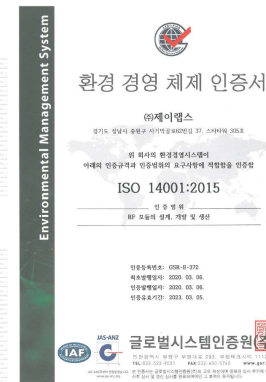 Environmental Management System
환경 경영 체제 인증서
㈜제이랩스
경기도 성남시 중원구 사기막골로62번길 37, 스타타워 305호
위 회사의 환경경영시스템이
아래의 인증규격과 인증범위의 요구사항에 적합함을 인증함
ISO 14001:2015
인 증 범 위
RF 모듈의 설계, 개발 및 생산
인증등록번호: GSR-E-372
최초발행일자: 2020. 03. 06.
인증발행일자: 2020. 03. 06.
인증유효기간: 2023. 03. 05.
IAF
JAS-ANZ
글로벌시스템인증원